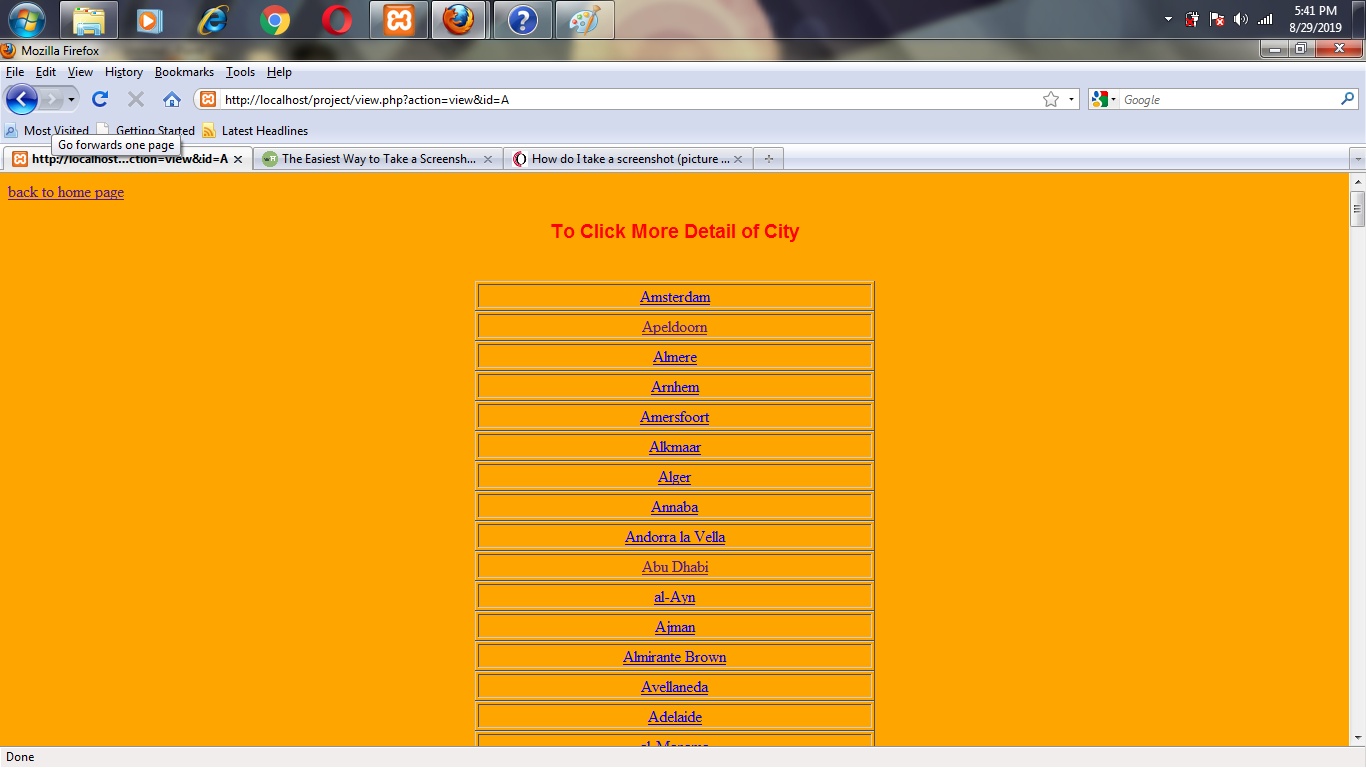 5:41 PM
8/29/2019
Mozilla Firefox
File Edit View History Bookmarks Tools Help
http://localhost/project/view.php?action=view&id=A
Google
Most Visited Getting Started Latest Headlines
Go forwards one page
http://localhost...ction=view&id=A The Easiest Way to Take a Screensh... How do I take a screenshot (picture ...
back to home page
To Click More Detail of City
Amsterdam
Apeldoorn
Almere
Arnhem
Amersfoort
Alkmaar
Alger
Annaba
Andorra la Vella
Abu Dhabi
al-Ayn
Ajman
Almirante Brown
Avellaneda
Adelaide
Done